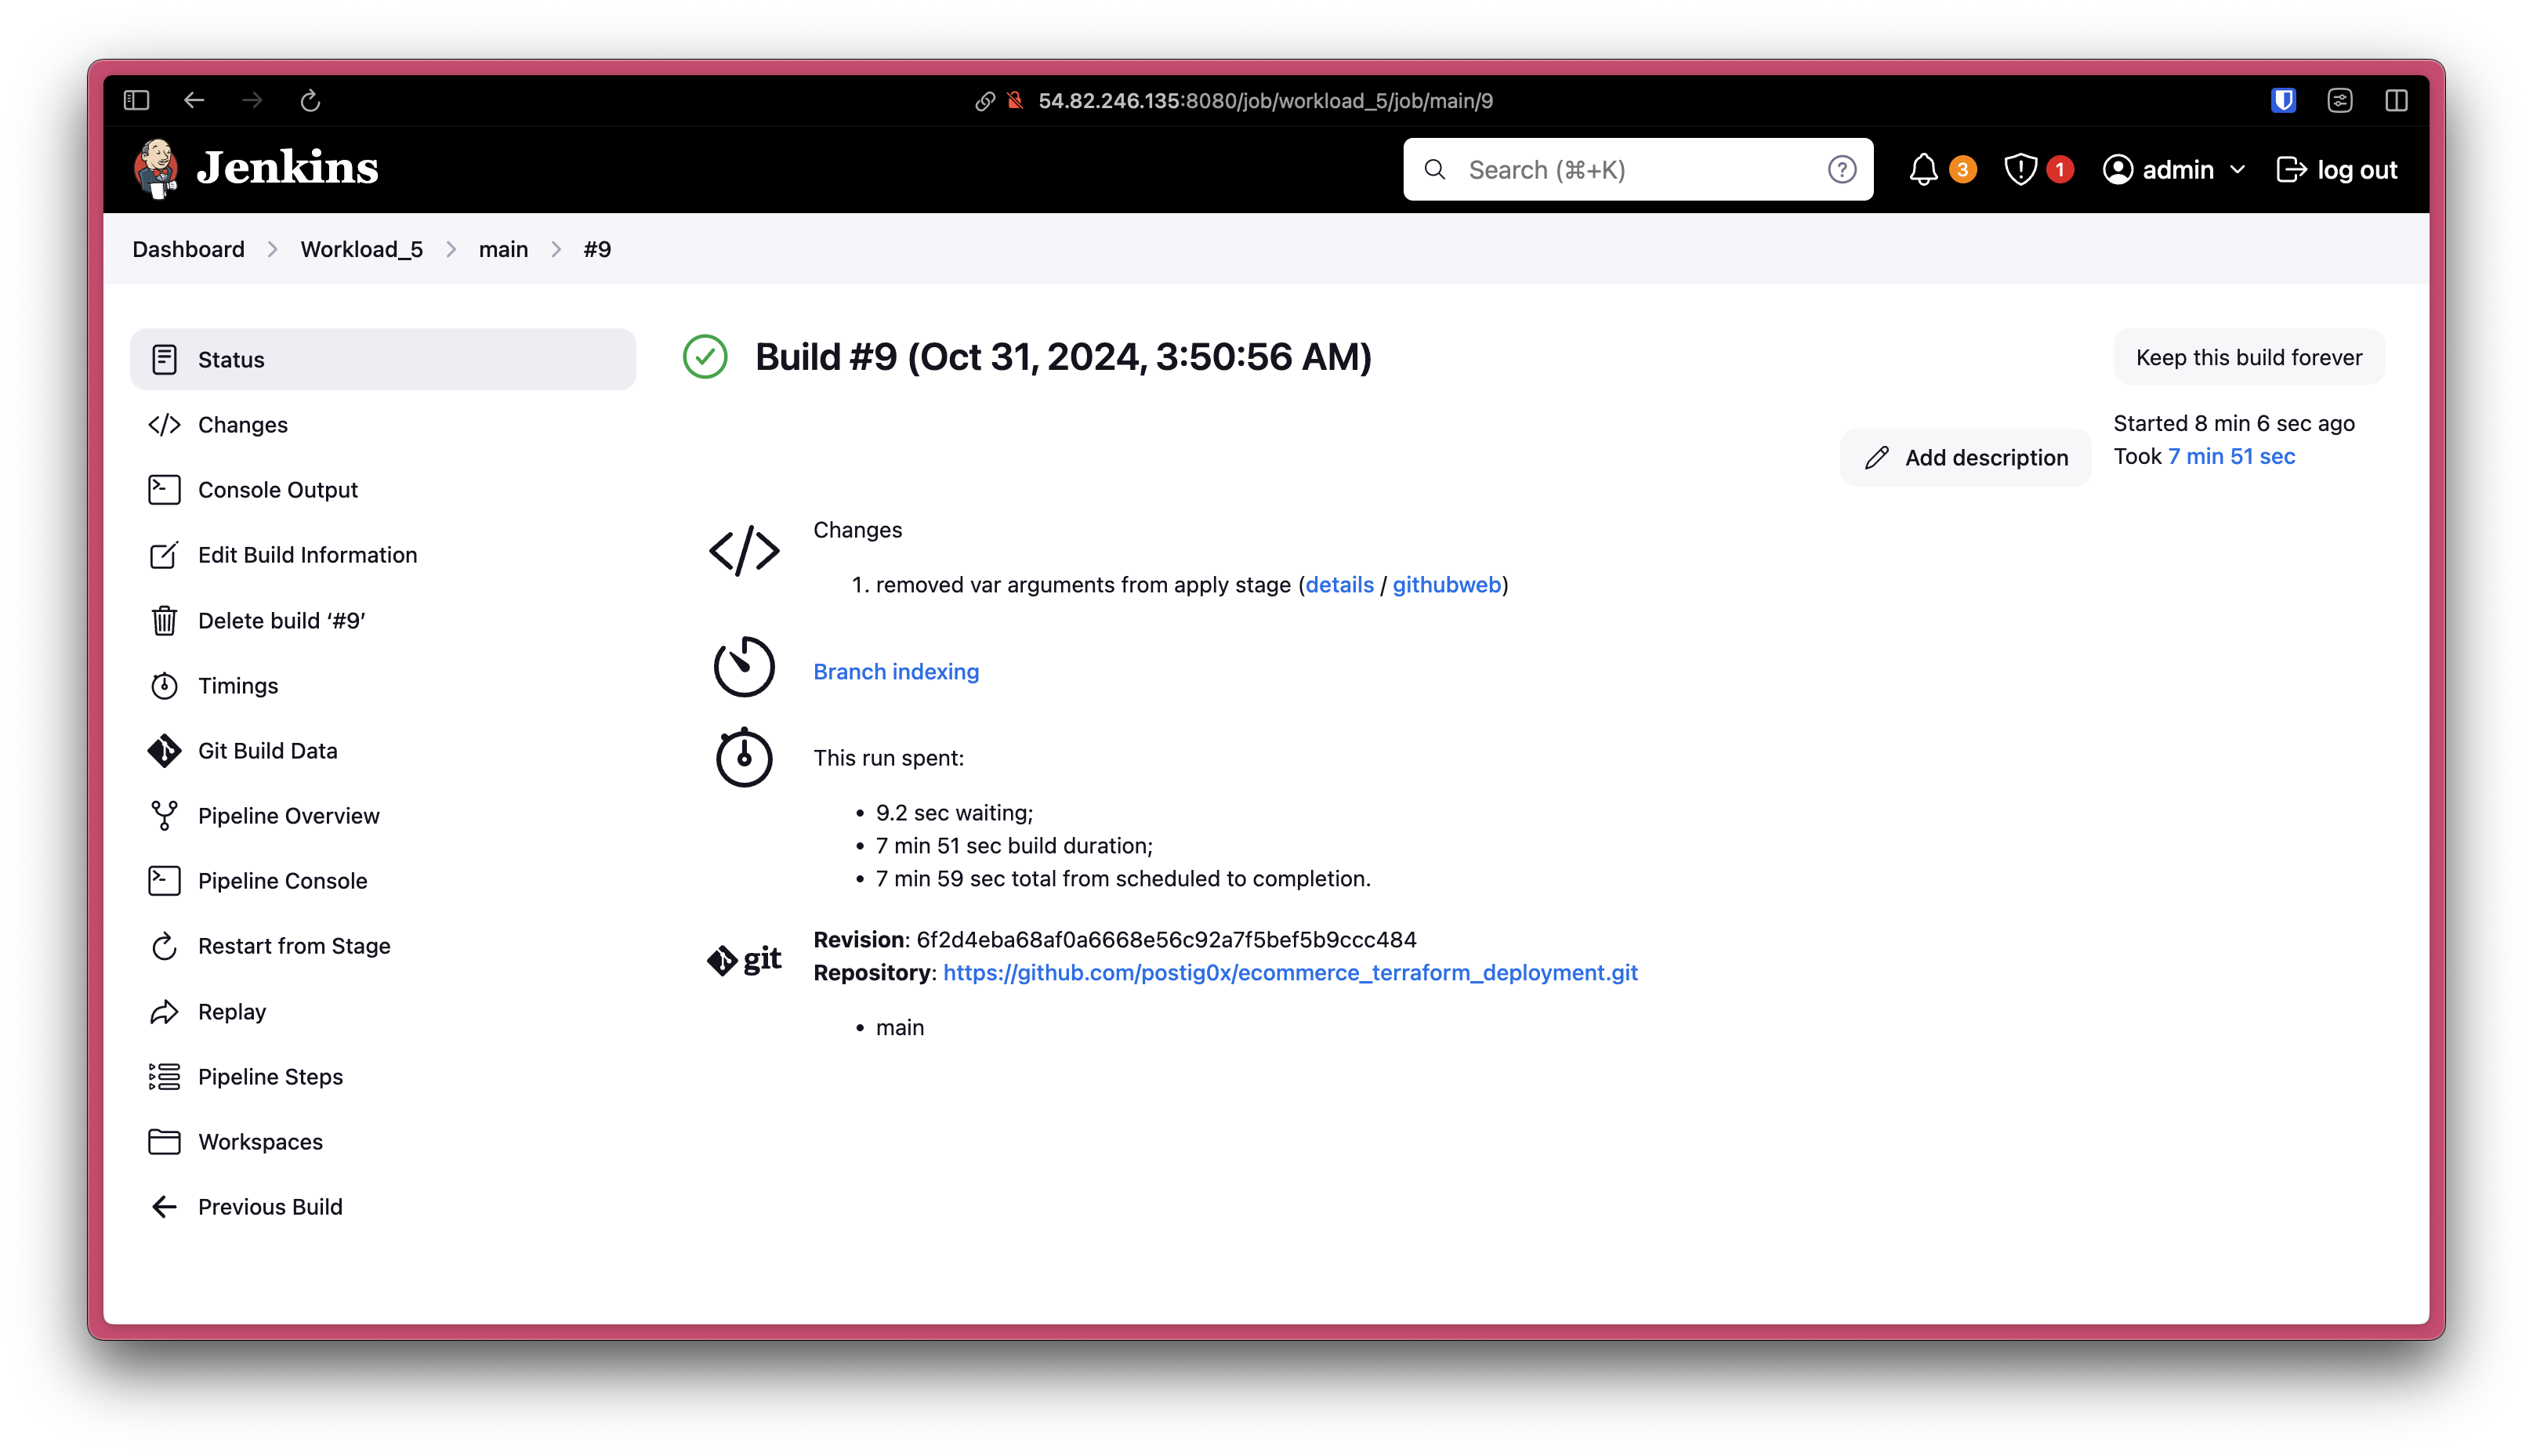 54.82.246.135:8080/job/workload_5/job/main/9
Jenkins
Search (⌘+K)
3
1
admin
log out
Dashboard
Workload_5
main
#9
Status
Changes
Console Output
Edit Build Information
Delete build ‘#9’
Timings
Git Build Data
Pipeline Overview
Pipeline Console
Restart from Stage
Replay
Pipeline Steps
Workspaces
Previous Build
Build #9 (Oct 31, 2024, 3:50:56 AM)
Keep this build forever
Add description
Started 8 min 6 sec ago
Took 7 min 51 sec
Changes
1. removed var arguments from apply stage (details / githubweb)
Branch indexing
This run spent:
• 9.2 sec waiting;
• 7 min 51 sec build duration;
• 7 min 59 sec total from scheduled to completion.
git
Revision: 6f2d4eba68af0a6668e56c92a7f5bef5b9ccc484
Repository: https://github.com/postig0x/ecommerce_terraform_deployment.git
• main